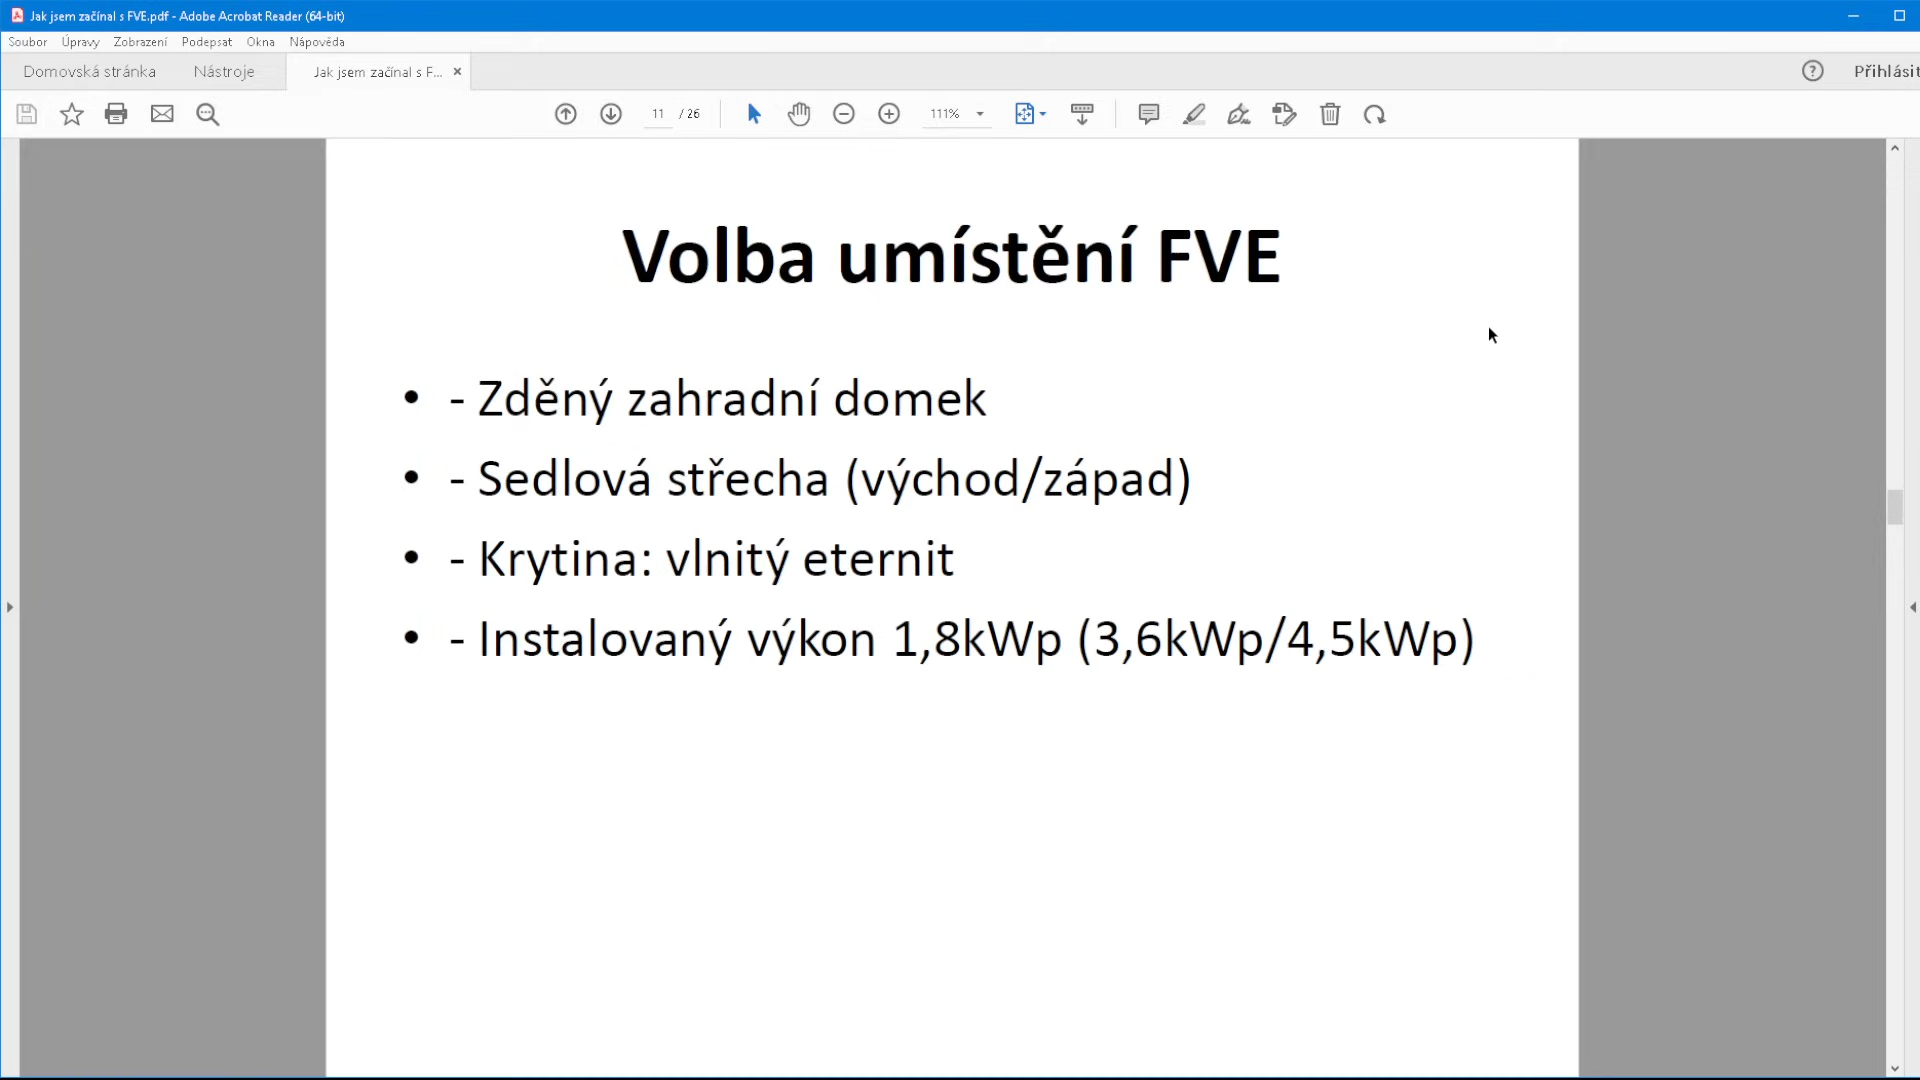 Jak jsem začínal s FVE.pdf - Adobe Acrobat Reader (64-bit)
Soubor Úpravy Zobrazení Podepsat Okna Nápověda
Domovská stránka Nástroje Jak jsem začínal s F... × ? Přihlásit
11 / 26 111%
Volba umístění FVE
• - Zděný zahradní domek
• - Sedlová střecha (východ/západ)
• - Krytina: vlnitý eternit
• - Instalovaný výkon 1,8kWp (3,6kWp/4,5kWp)